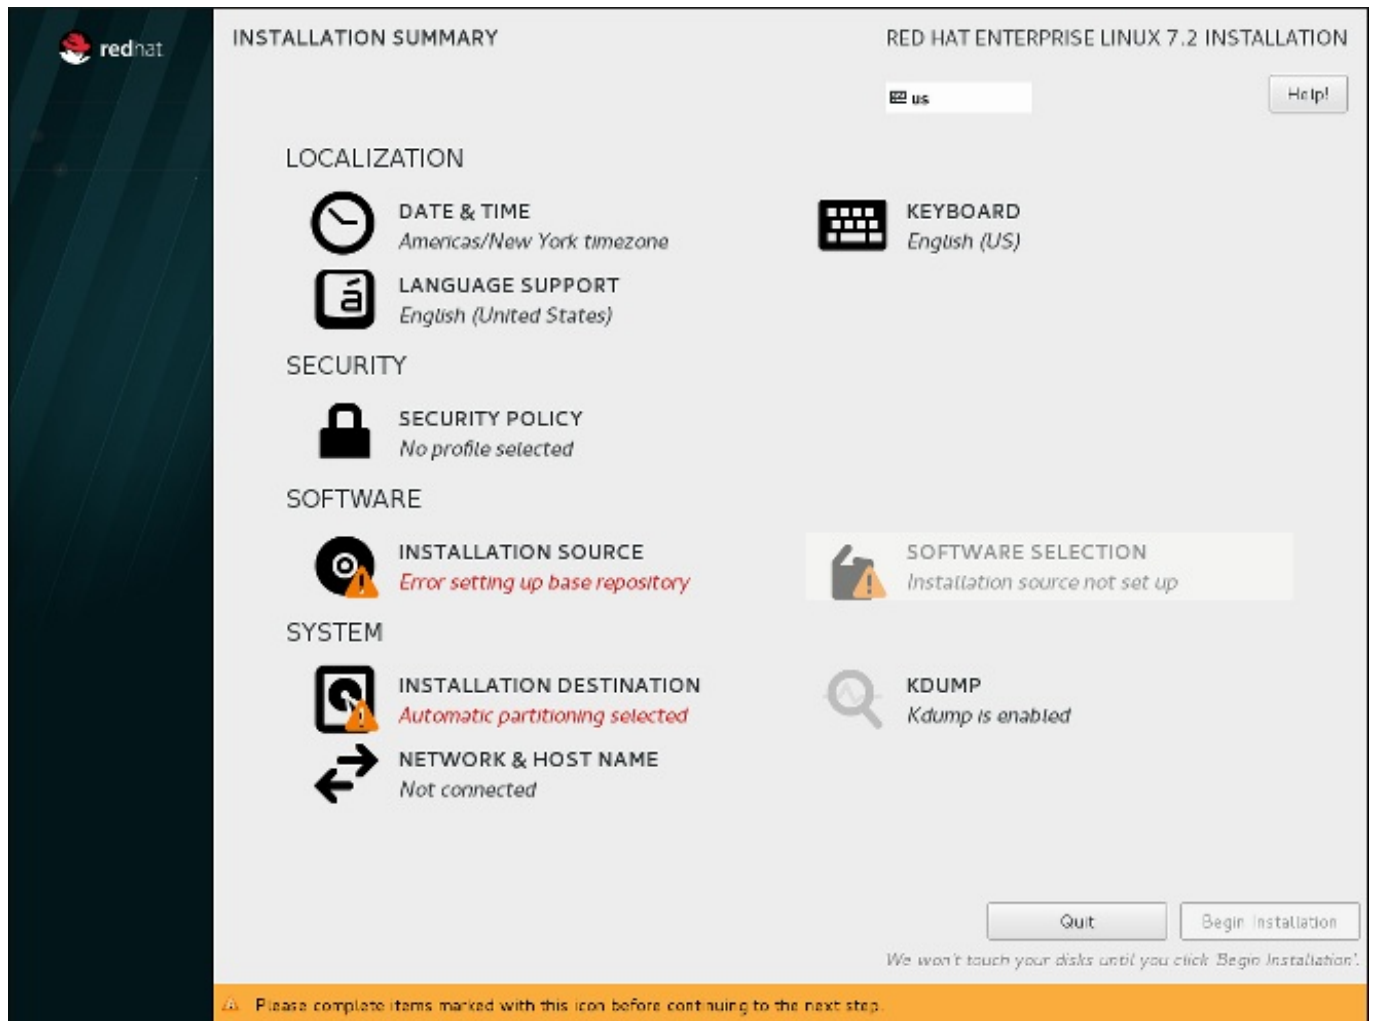 redhat
INSTALLATION SUMMARY
RED HAT ENTERPRISE LINUX 7.2 INSTALLATION
us
Help!
LOCALIZATION
DATE & TIME
Americas/New York timezone
KEYBOARD
English (US)
LANGUAGE SUPPORT
English (United States)
SECURITY
SECURITY POLICY
No profile selected
SOFTWARE
INSTALLATION SOURCE
Error setting up base repository
SOFTWARE SELECTION
Installation source not set up
SYSTEM
INSTALLATION DESTINATION
Automatic partitioning selected
KDUMP
Kdump is enabled
NETWORK & HOST NAME
Not connected
Quit
Begin Installation
We won't touch your disks until you click 'Begin Installation'.
Please complete items marked with this icon before continuing to the next step.